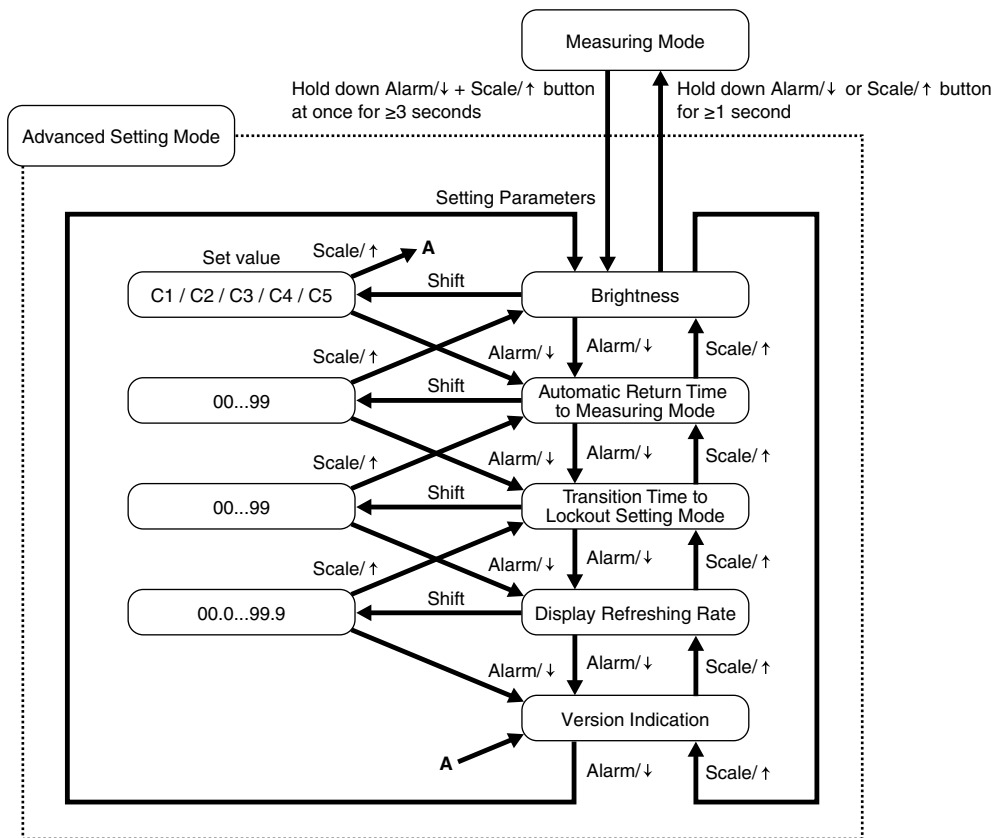 Measuring Mode
Hold down Alarm/↓ + Scale/↑ button
at once for ≥3 seconds
Hold down Alarm/↓ or Scale/↑ button
for ≥1 second
Advanced Setting Mode
Setting Parameters
Set value
Scale/↑
A
C1 / C2 / C3 / C4 / C5
Shift
Brightness
Scale/↑
Alarm/↓
Alarm/↓
Scale/↑
00...99
Shift
Automatic Return Time
to Measuring Mode
Scale/↑
Alarm/↓
Alarm/↓
Scale/↑
00...99
Shift
Transition Time to
Lockout Setting Mode
Scale/↑
Alarm/↓
Alarm/↓
Scale/↑
00.0...99.9
Shift
Display Refreshing Rate
Alarm/↓
Alarm/↓
Scale/↑
Version Indication
A
Alarm/↓
Scale/↑